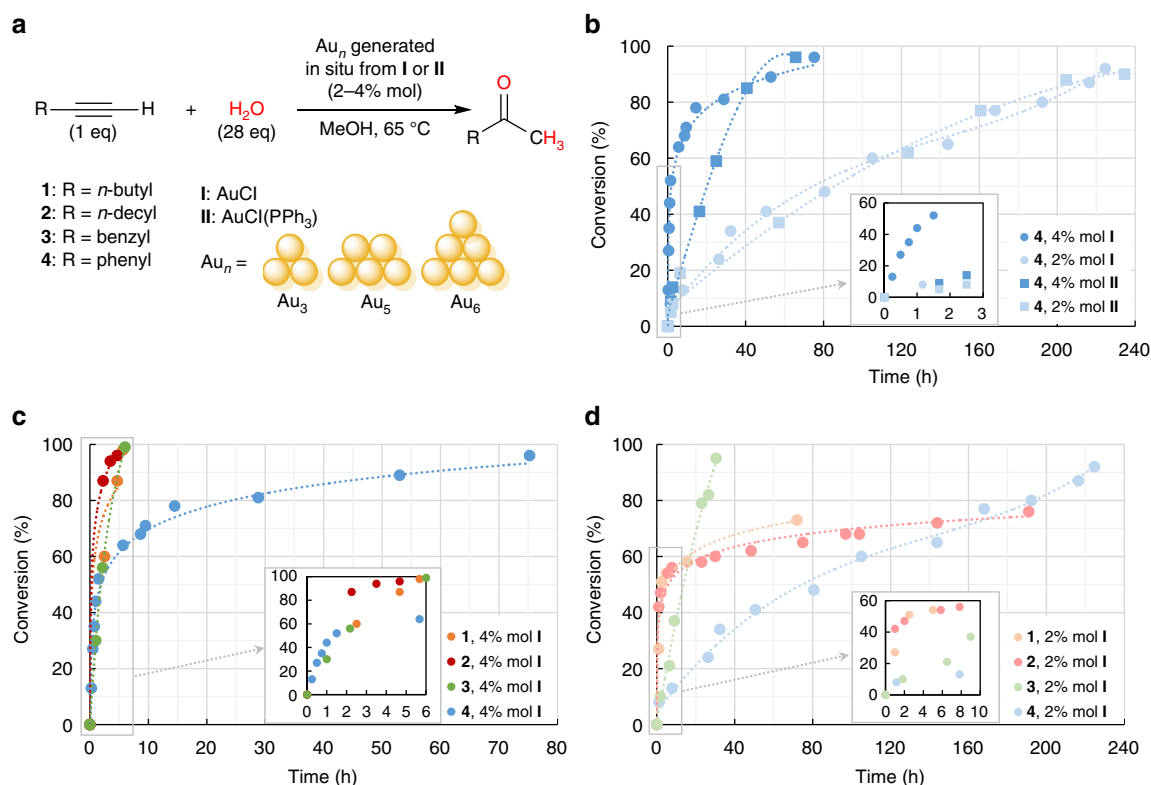 a
Au_n generated
in situ from I or II
(2–4% mol)
R H + H₂O
(1 eq) (28 eq)
MeOH, 65 °C
O
R CH₃
1: R = n-butyl
2: R = n-decyl
3: R = benzyl
4: R = phenyl
I: AuCl
II: AuCl(PPh₃)
Au_n =
Au₃ Au₅ Au₆
b
Conversion (%)
100
80
60
40
20
0
0 40 80 120 160 200 240
Time (h)
60
40
20
0
0 1 2 3
4, 4% mol I
4, 2% mol I
4, 4% mol II
4, 2% mol II
c
Conversion (%)
100
80
60
40
20
0
0 10 20 30 40 50 60 75 80
Time (h)
100
80
60
40
20
0
0 1 2 3 4 5 6
1, 4% mol I
2, 4% mol I
3, 4% mol I
4, 4% mol I
d
Conversion (%)
100
80
60
40
20
0
0 40 80 120 160 200 240
Time (h)
60
40
20
0
0 2 4 6 8 10
1, 2% mol I
2, 2% mol I
3, 2% mol I
4, 2% mol I